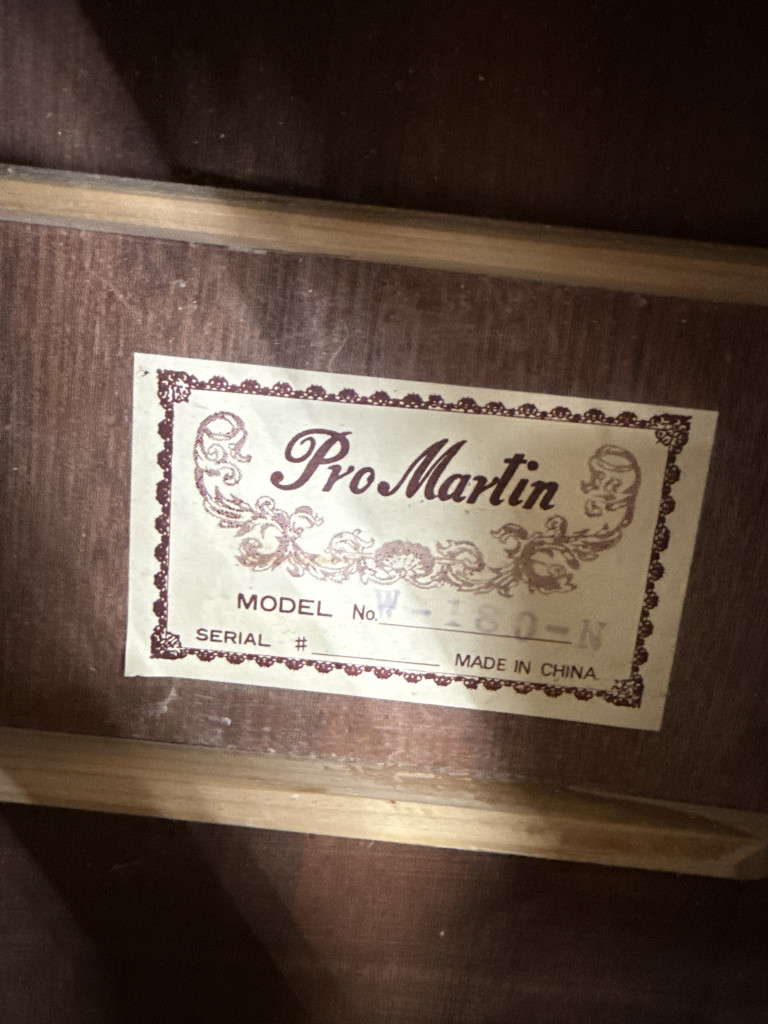 Pro Martin
MODEL No. W-180-N
SERIAL #
MADE IN CHINA